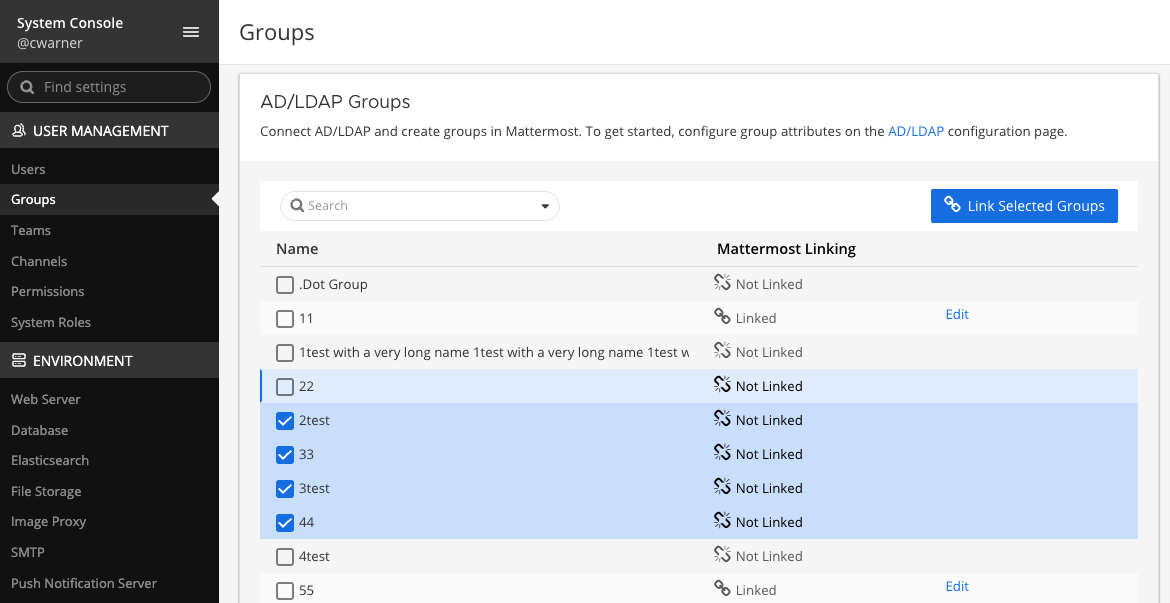 System Console
@cwarner
Find settings
USER MANAGEMENT
Users
Groups
Teams
Channels
Permissions
System Roles
ENVIRONMENT
Web Server
Database
Elasticsearch
File Storage
Image Proxy
SMTP
Push Notification Server
Groups
AD/LDAP Groups
Connect AD/LDAP and create groups in Mattermost. To get started, configure group attributes on the AD/LDAP configuration page.
Search
Link Selected Groups
Name Mattermost Linking
.Dot Group Not Linked
11 Linked Edit
1test with a very long name 1test with a very long name 1test Not Linked
22 Not Linked
2test Not Linked
33 Not Linked
3test Not Linked
44 Not Linked
4test Not Linked
55 Linked Edit